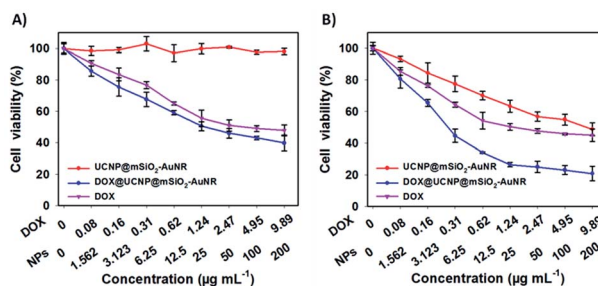 A)
Cell viability (%)
100
80
60
40
20
0
UCNP@mSiO₂-AuNR
DOX@UCNP@mSiO₂-AuNR
DOX
DOX 0 0.08 0.16 0.31 0.62 1.24 2.47 4.95 9.89
NPs 0 1.562 3.123 6.25 12.5 25 50 100 200
Concentration (µg mL⁻¹)
B)
Cell viability (%)
100
80
60
40
20
0
UCNP@mSiO₂-AuNR
DOX@UCNP@mSiO₂-AuNR
DOX
DOX 0 0.08 0.16 0.31 0.62 1.24 2.47 4.95 9.89
NPs 0 1.562 3.123 6.25 12.5 25 50 100 200
Concentration (µg mL⁻¹)